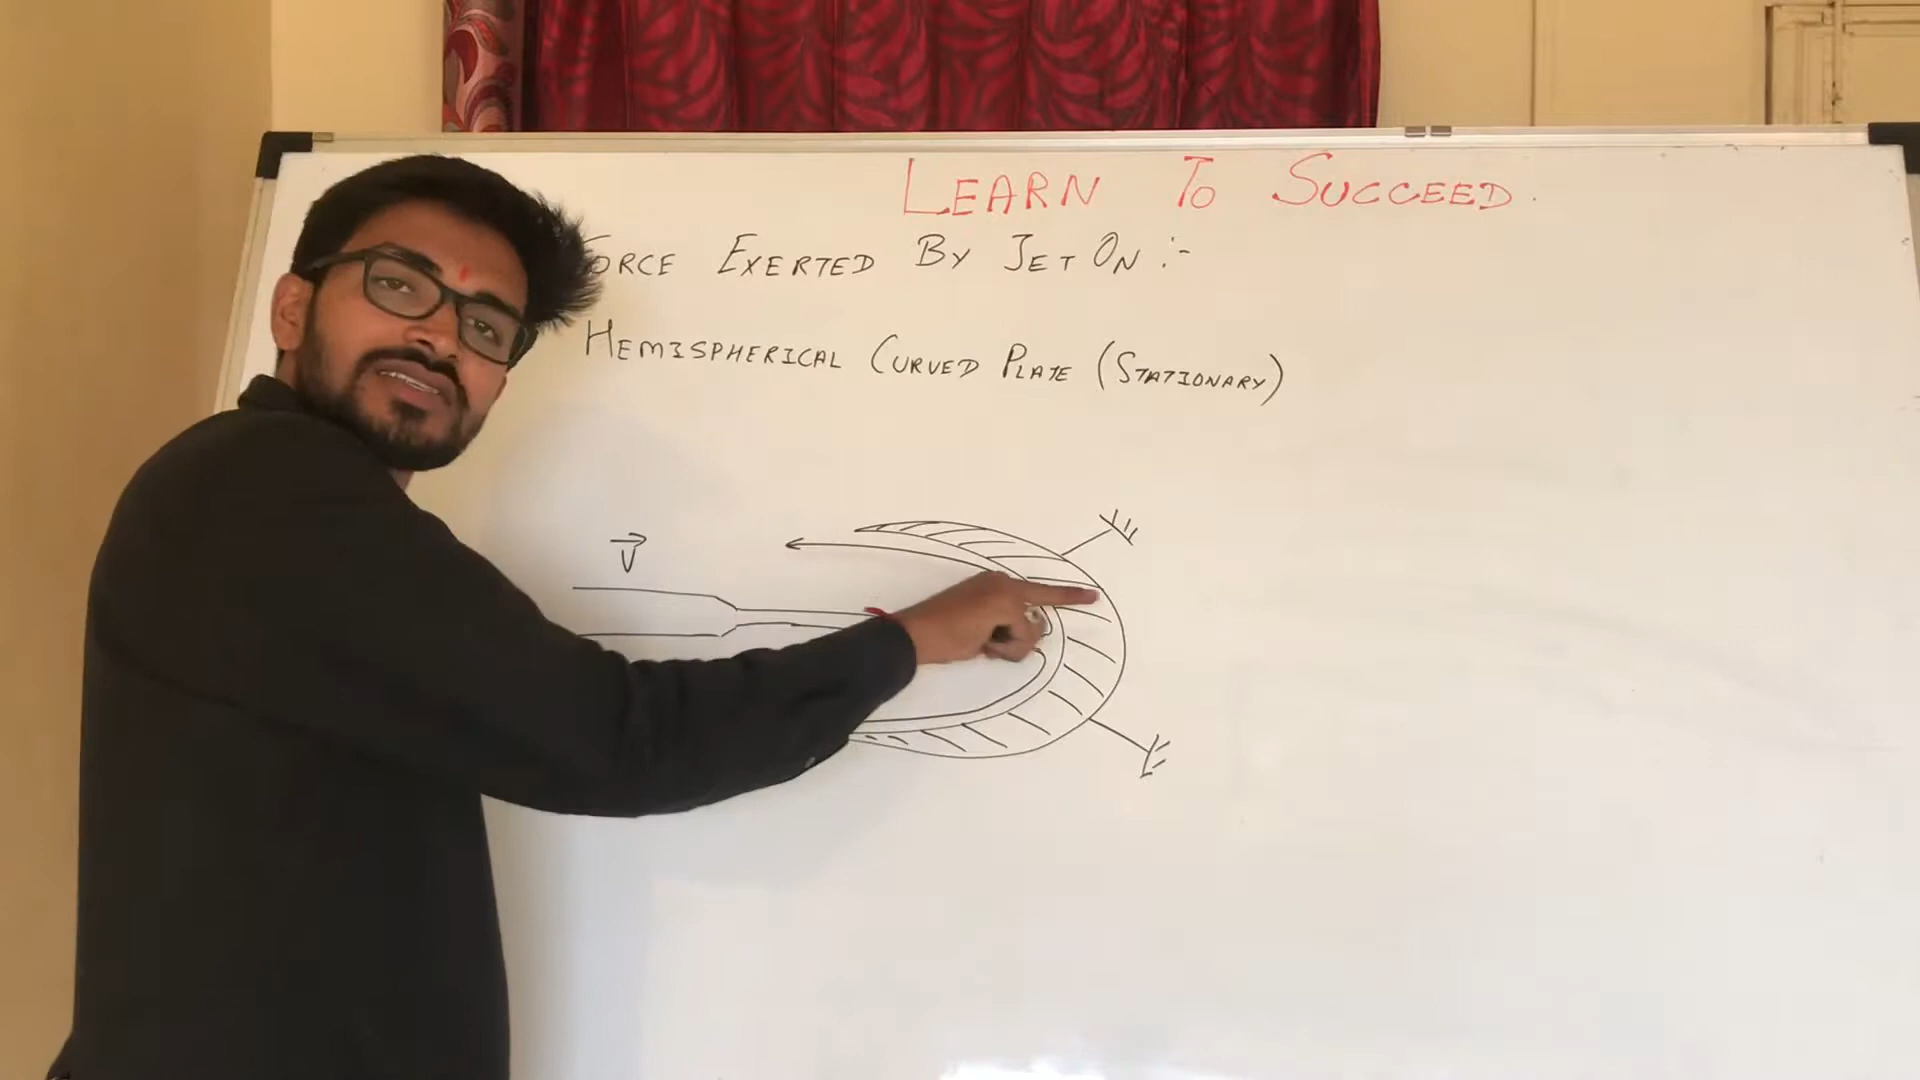 LEARN TO SUCCEED.
FORCE EXERTED BY JET ON :-
HEMISPHERICAL CURVED PLATE (STATIONARY)
V